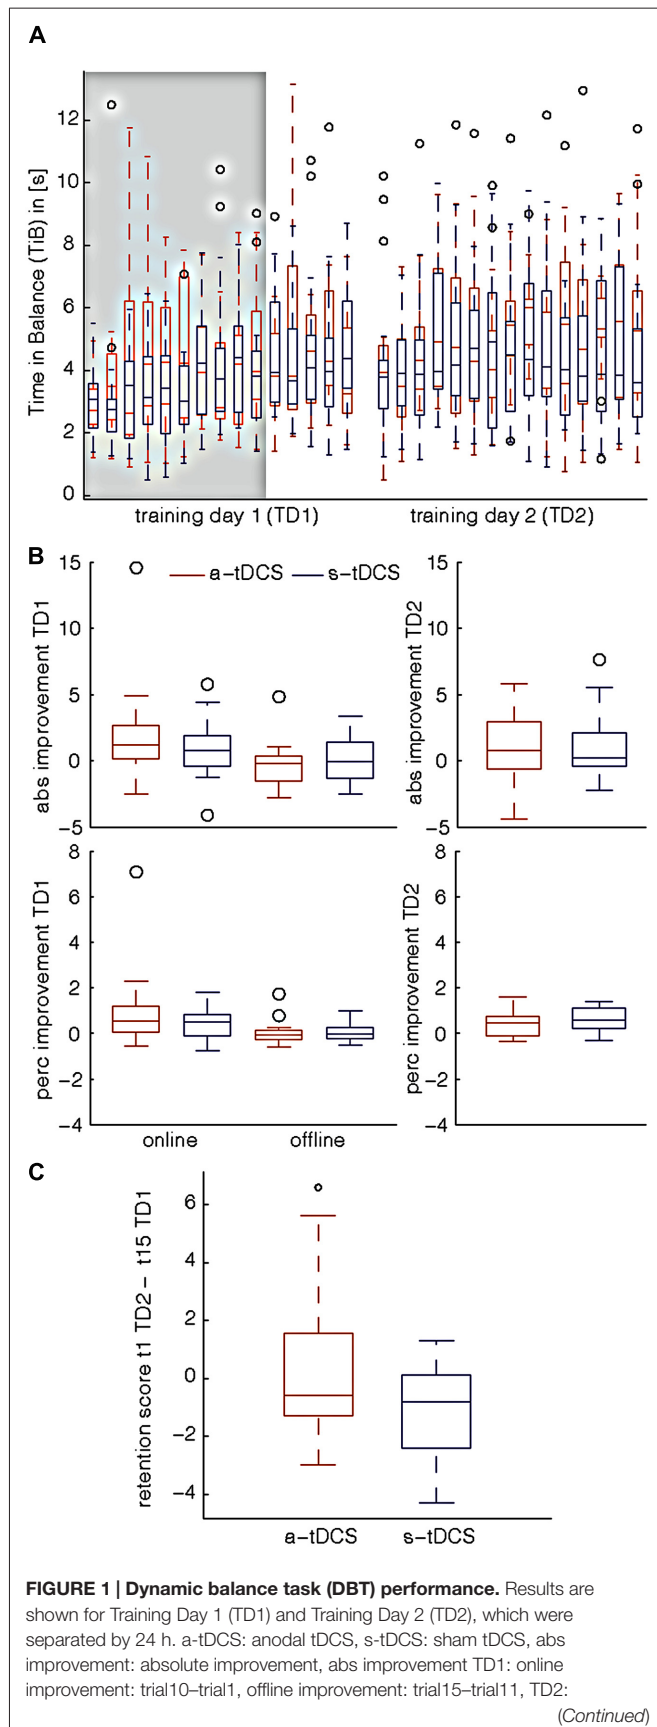 A
Time in Balance (TiB) in [s]
12
10
8
6
4
2
0
training day 1 (TD1)
training day 2 (TD2)
B
a-tDCS
s-tDCS
abs improvement TD1
15
10
5
0
−5
abs improvement TD2
15
10
5
0
−5
perc improvement TD1
8
6
4
2
0
−2
−4
online
offline
perc improvement TD2
8
6
4
2
0
−2
−4
C
retention score t1 TD2 − t15 TD1
6
4
2
0
−2
−4
a−tDCS
s−tDCS
FIGURE 1 | Dynamic balance task (DBT) performance. Results are
shown for Training Day 1 (TD1) and Training Day 2 (TD2), which were
separated by 24 h. a-tDCS: anodal tDCS, s-tDCS: sham tDCS, abs
improvement: absolute improvement, abs improvement TD1: online
improvement: trial10–trial1, offline improvement: trial15–trial11, TD2:
(Continued)